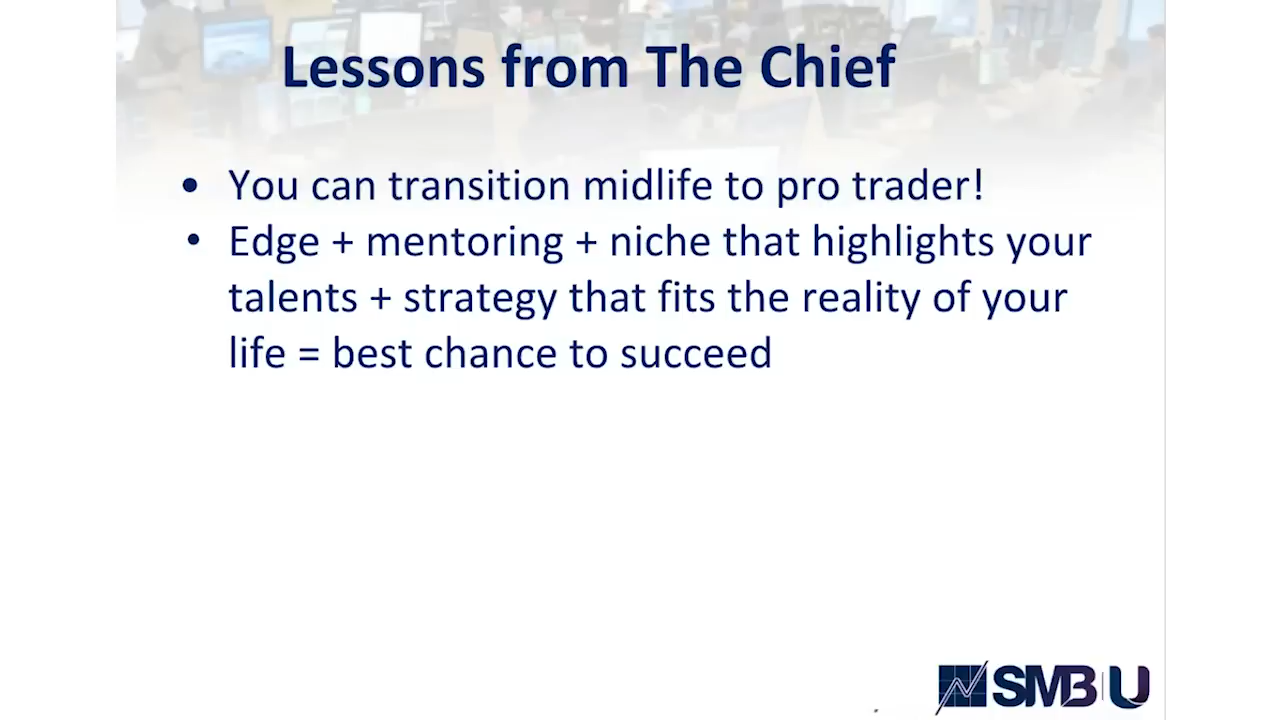 Lessons from The Chief
• You can transition midlife to pro trader!
• Edge + mentoring + niche that highlights your
talents + strategy that fits the reality of your
life = best chance to succeed
SMB U